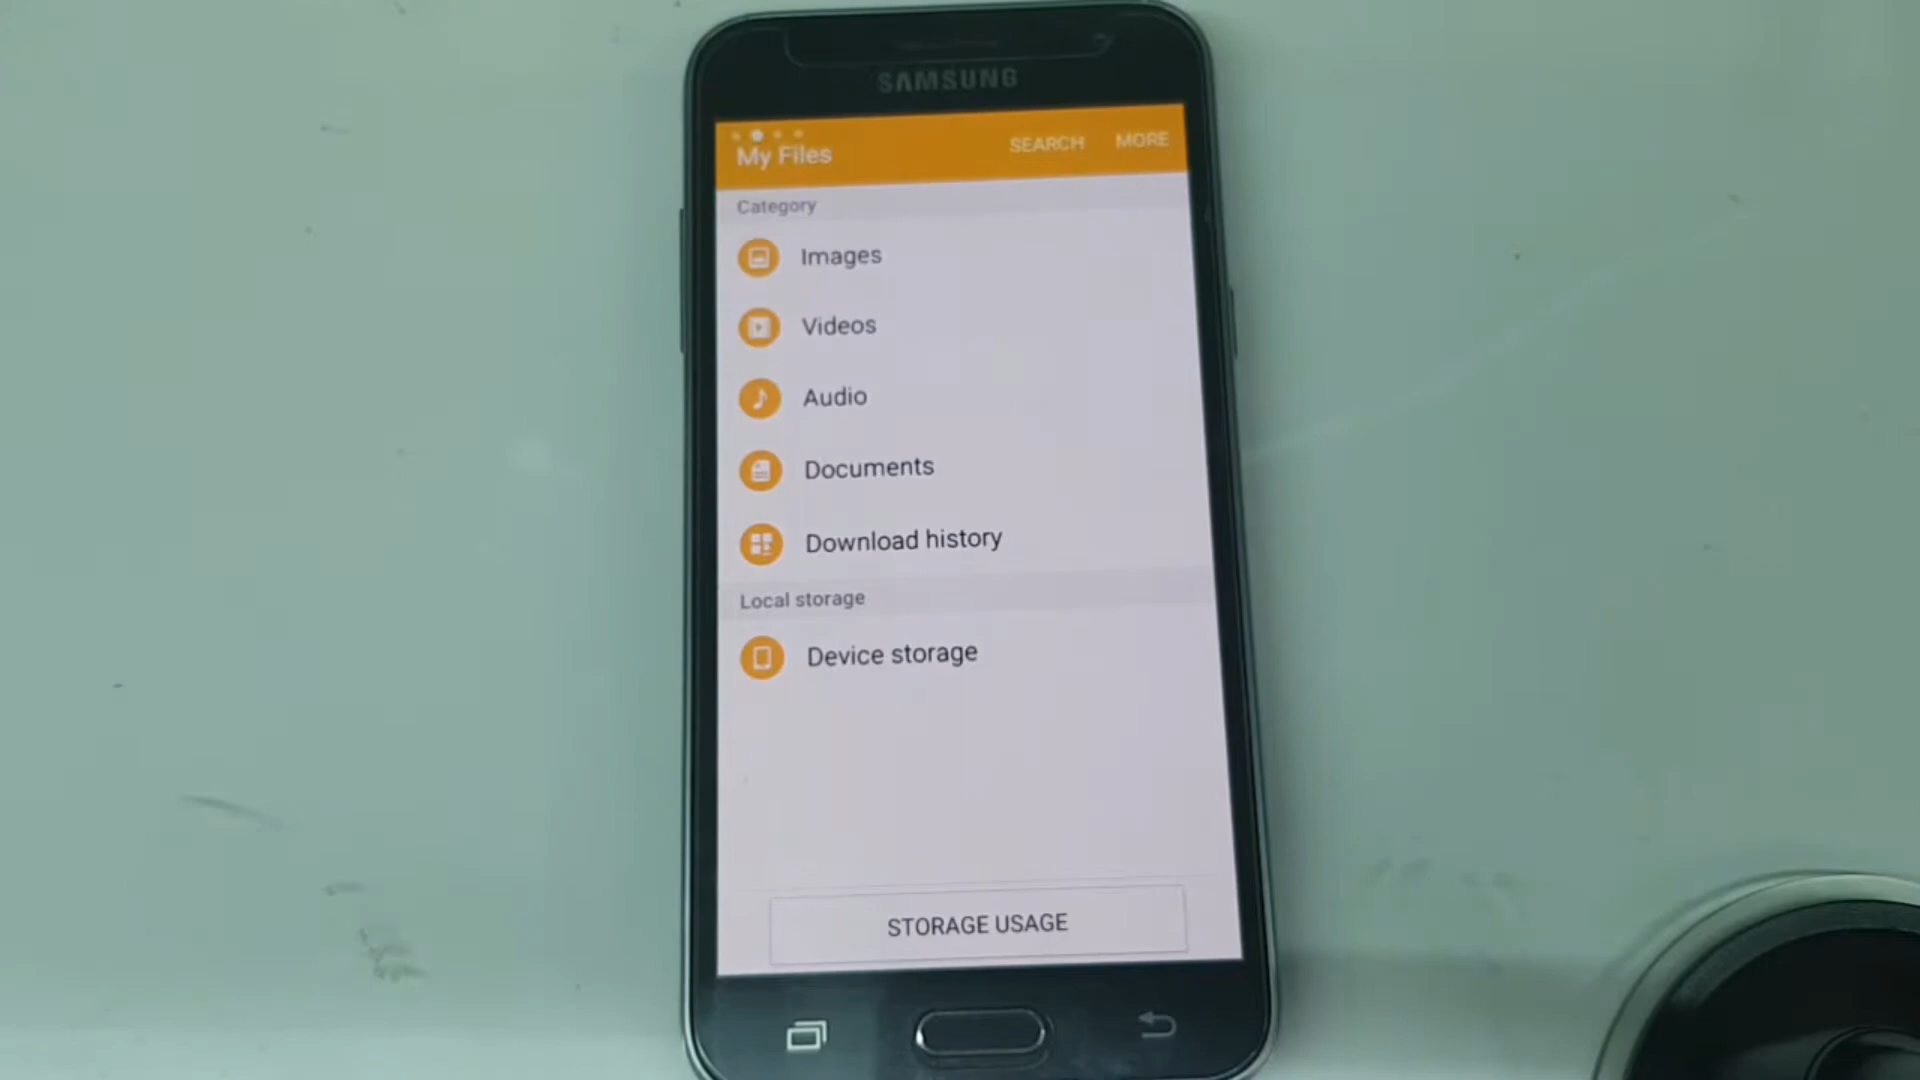 SAMSUNG
My Files SEARCH MORE
Category
Images
Videos
Audio
Documents
Download history
Local storage
Device storage
STORAGE USAGE